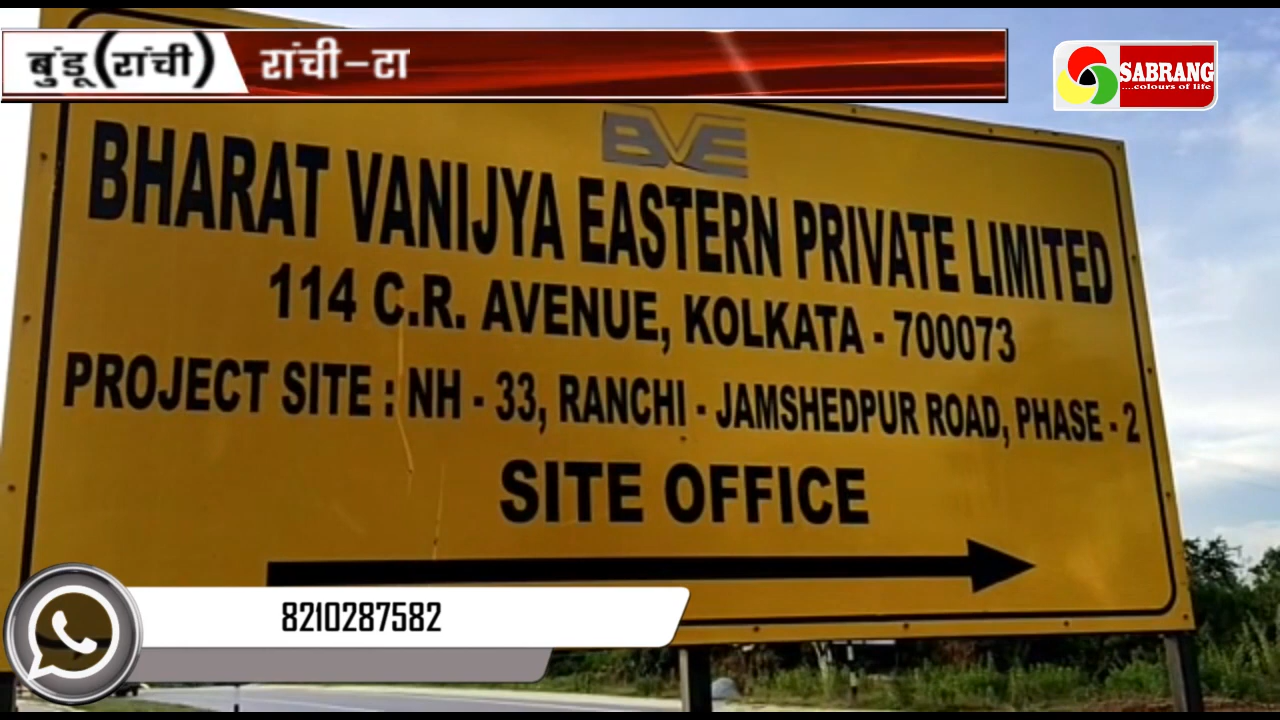 बुंडू (रांची) रांची-टा
SABRANG
....colours of life
BVE
BHARAT VANIJYA EASTERN PRIVATE LIMITED
114 C.R. AVENUE, KOLKATA - 700073
PROJECT SITE : NH - 33, RANCHI - JAMSHEDPUR ROAD, PHASE - 2
SITE OFFICE
8210287582